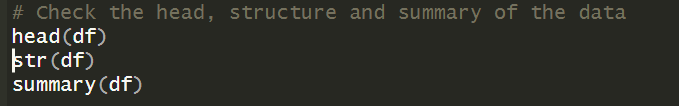 # Check the head, structure and summary of the data
head(df)
str(df)
summary(df)